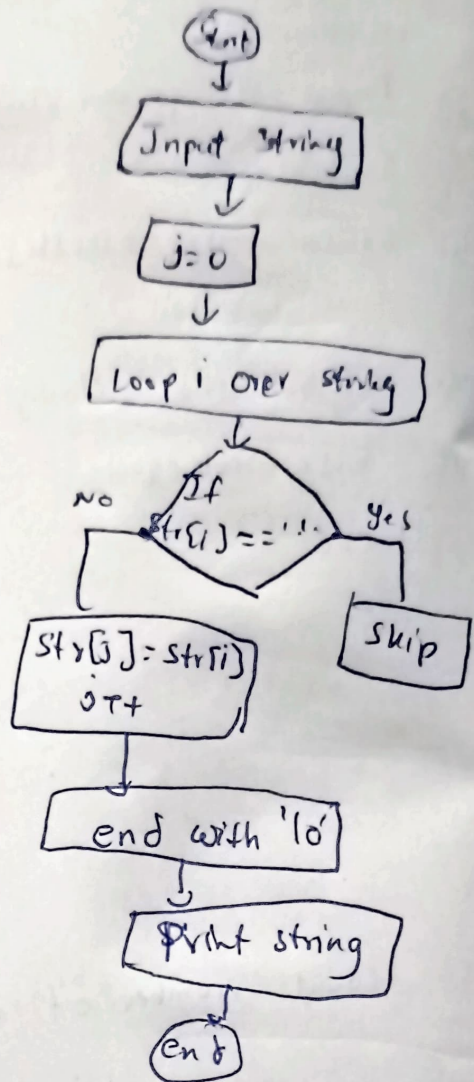 Start
Input string
j=0
Loop i over string
If
No
Yes
str[i] == ' '
str[j]=str[i]
j++
skip
end with '\0'
Print string
end